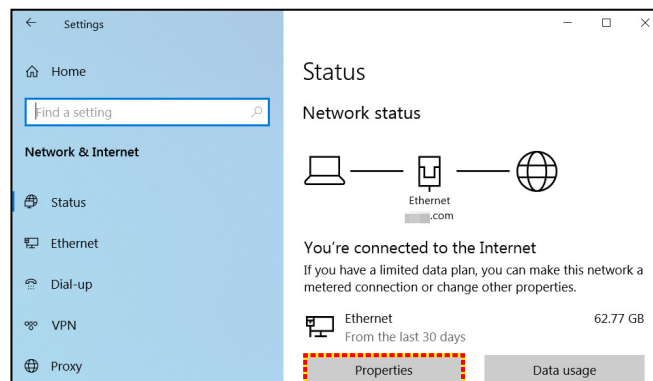 Settings
Home
Find a setting
Network & Internet
Status
Ethernet
Dial-up
VPN
Proxy
Status
Network status
Ethernet
.com
You're connected to the Internet
If you have a limited data plan, you can make this network a
metered connection or change other properties.
Ethernet 62.77 GB
From the last 30 days
Properties Data usage